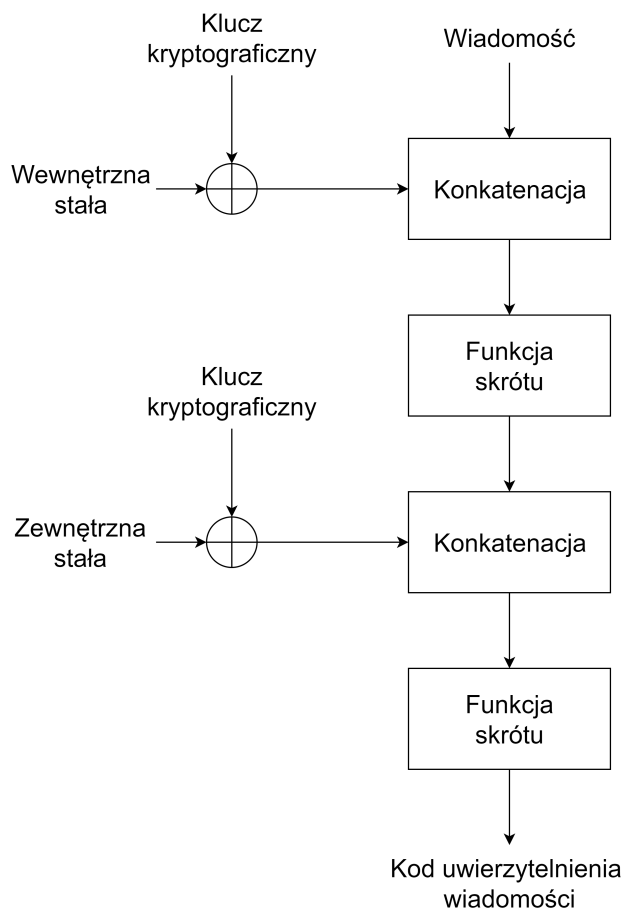 Klucz
kryptograficzny
Wiadomość
Wewnętrzna
stała
Konkatenacja
Funkcja
skrótu
Klucz
kryptograficzny
Zewnętrzna
stała
Konkatenacja
Funkcja
skrótu
Kod uwierzytelnienia
wiadomości